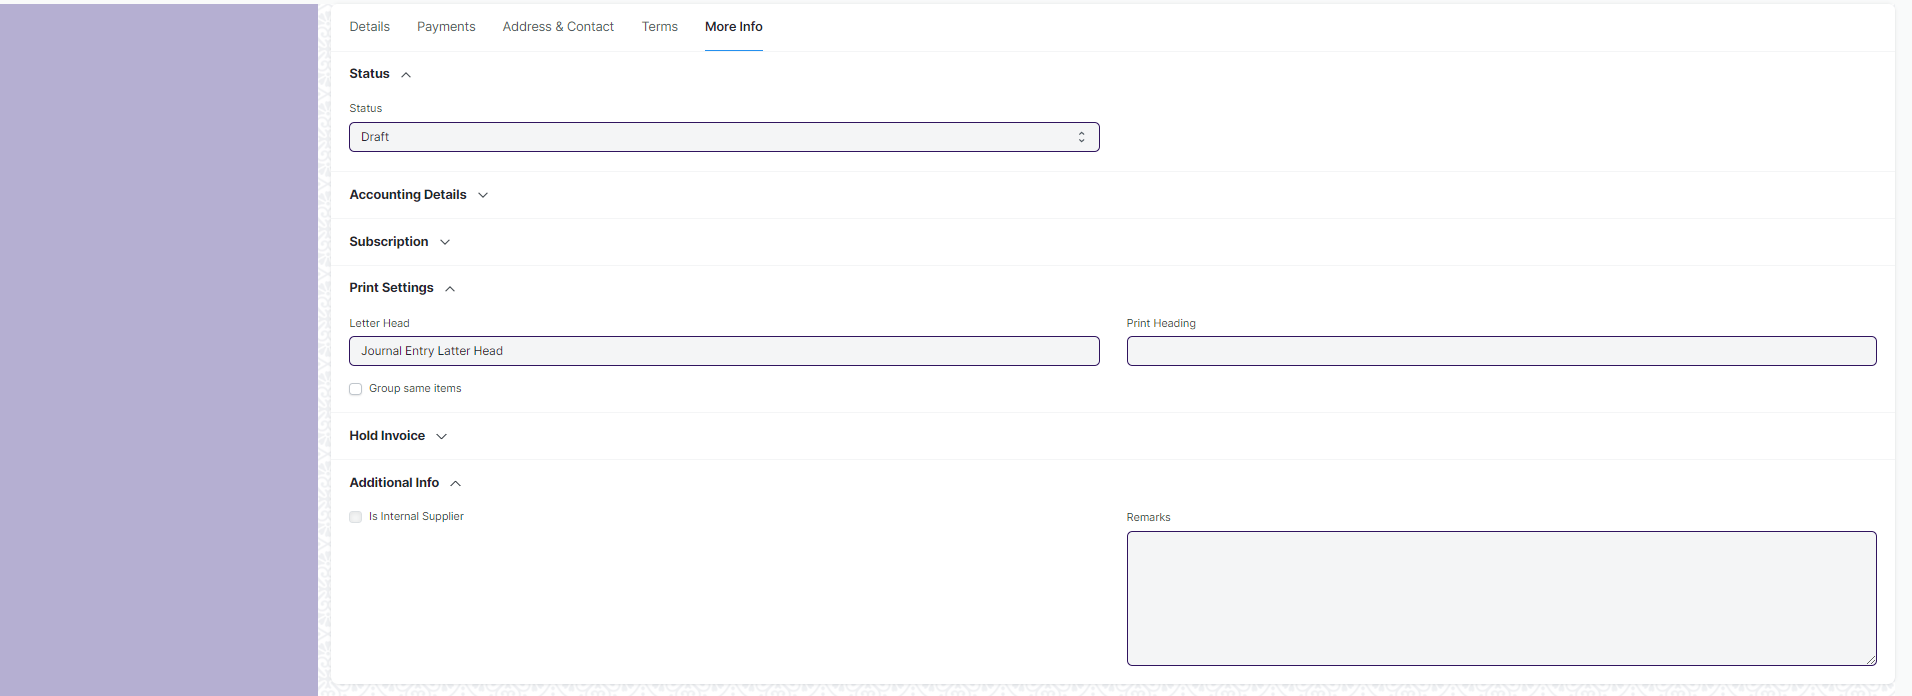 Details Payments Address & Contact Terms More Info
Status
Status
Draft
Accounting Details
Subscription
Print Settings
Letter Head Print Heading
Journal Entry Latter Head
Group same items
Hold Invoice
Additional Info
Is Internal Supplier
Remarks